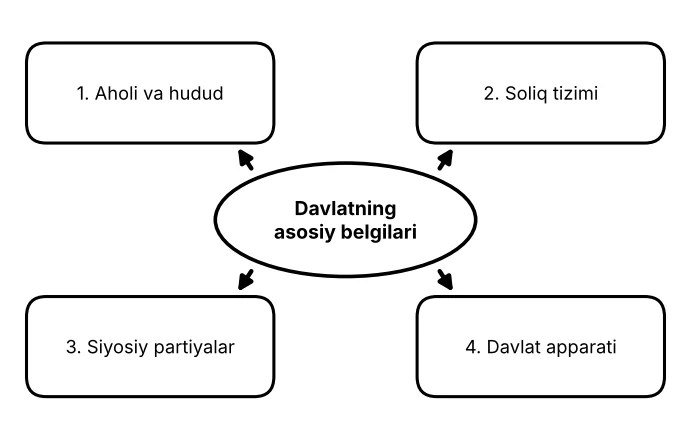 1. Aholi va hudud
2. Soliq tizimi
Davlatning
asosiy belgilari
3. Siyosiy partiyalar
4. Davlat apparati